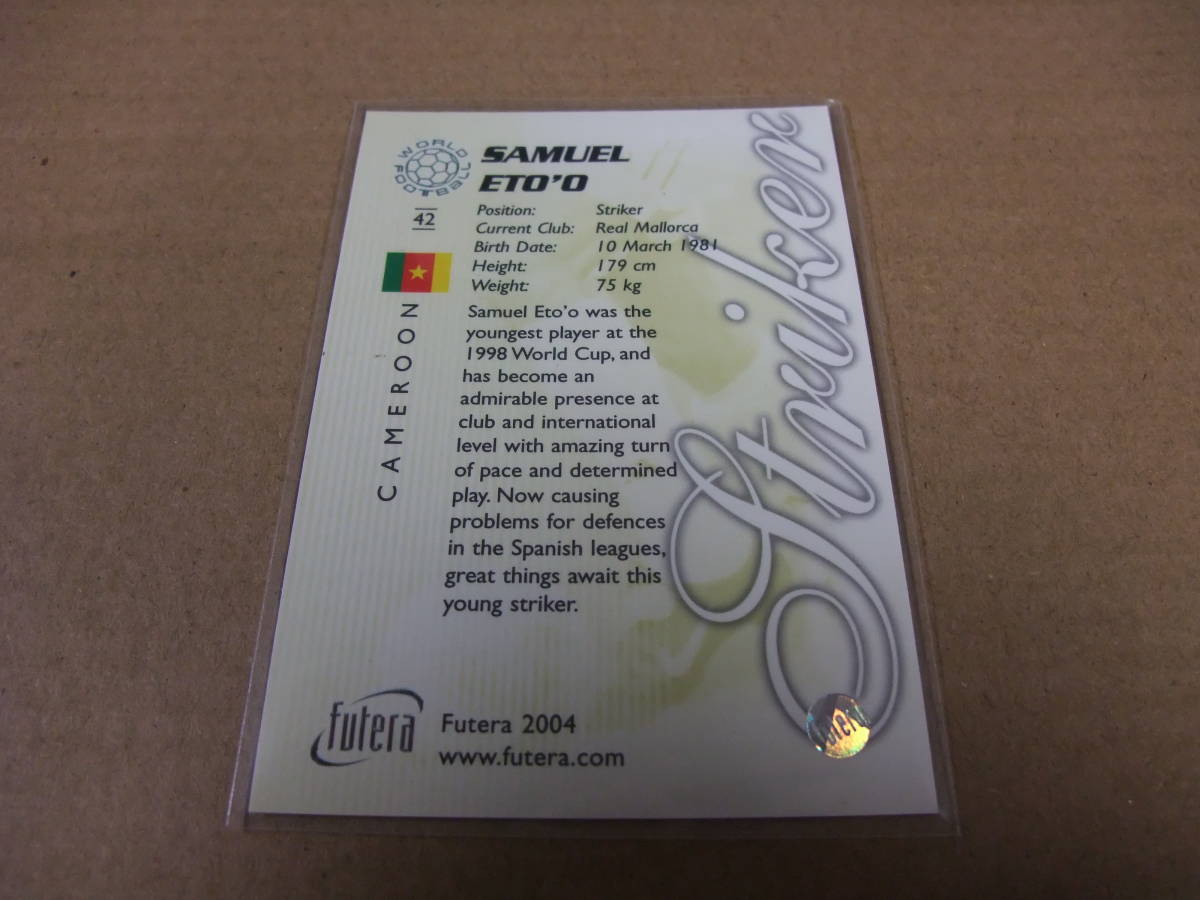 WORLD FOOTBALL
SAMUEL
ETO'O
42
Position: Striker
Current Club: Real Mallorca
Birth Date: 10 March 1981
Height: 179 cm
Weight: 75 kg
CAMEROON
Samuel Eto'o was the
youngest player at the
1998 World Cup, and
has become an
admirable presence at
club and international
level with amazing turn
of pace and determined
play. Now causing
problems for defences
in the Spanish leagues,
great things await this
young striker.
Striker
futera
Futera 2004
www.futera.com